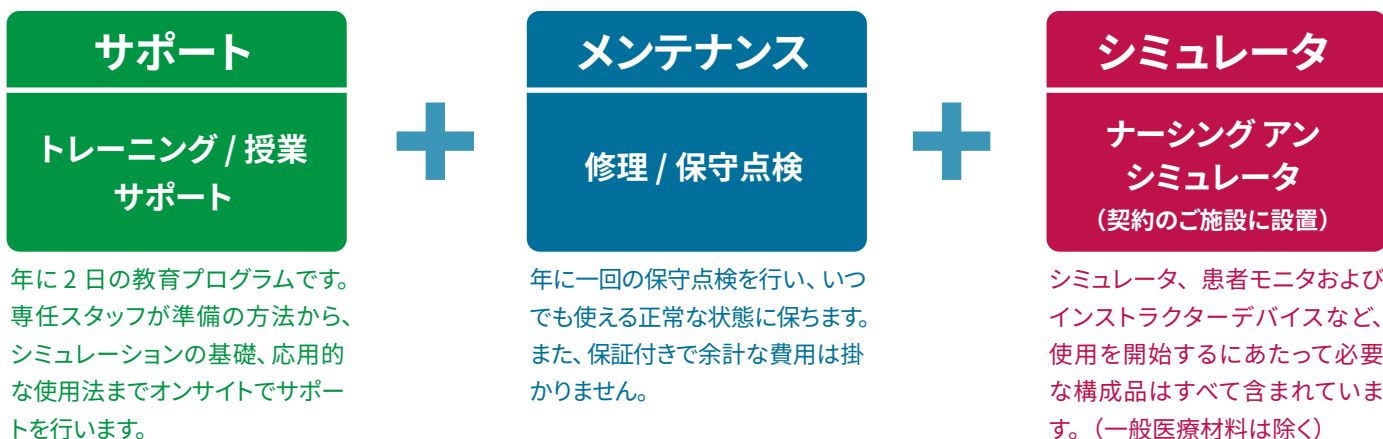 サポート
トレーニング / 授業
サポート
年に 2 日の教育プログラムです。
専任スタッフが準備の方法から、
シミュレーションの基礎、応用的
な使用法までオンサイトでサポー
トを行います。
メンテナンス
修理 / 保守点検
年に一回の保守点検を行い、いつ
でも使える正常な状態に保ちます。
また、保証付きで余計な費用は掛
かりません。
シミュレータ
ナーシング アン
シミュレータ
（契約のご施設に設置）
シミュレータ、患者モニタおよび
インストラクターデバイスなど、
使用を開始するにあたって必要
な構成品はすべて含まれていま
す。（一般医療材料は除く）